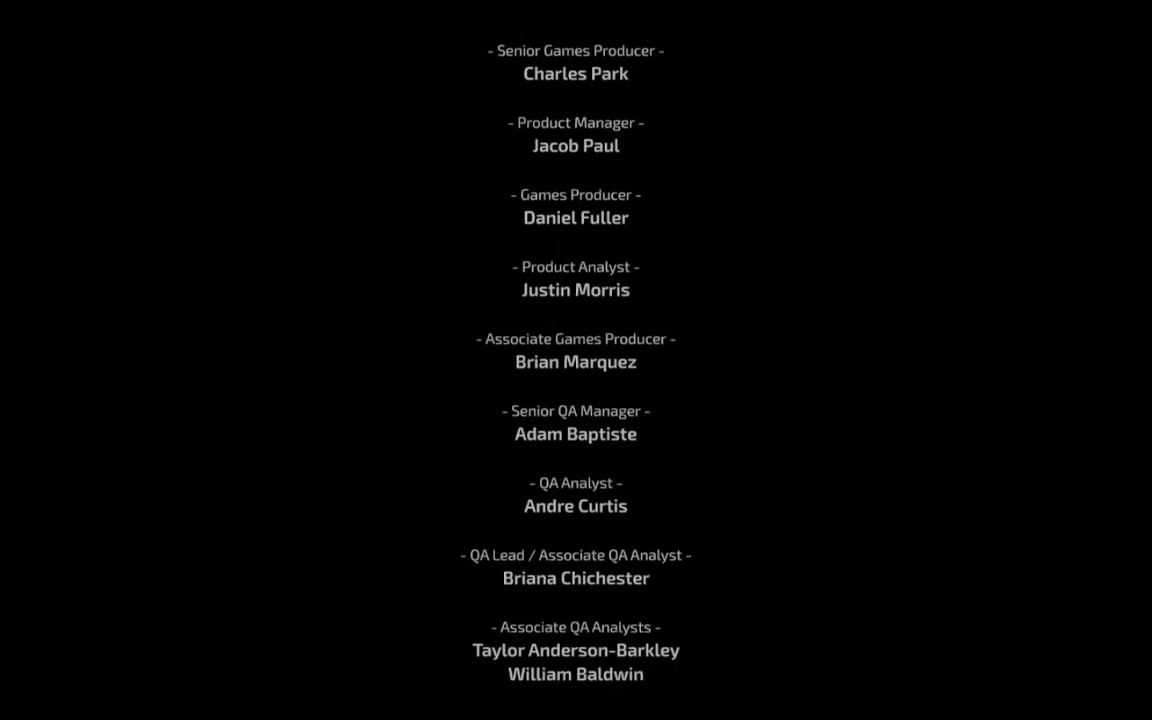 - Senior Games Producer -
Charles Park
- Product Manager -
Jacob Paul
- Games Producer -
Daniel Fuller
- Product Analyst -
Justin Morris
- Associate Games Producer -
Brian Marquez
- Senior QA Manager -
Adam Baptiste
- QA Analyst -
Andre Curtis
- QA Lead / Associate QA Analyst -
Briana Chichester
- Associate QA Analysts -
Taylor Anderson-Barkley
William Baldwin